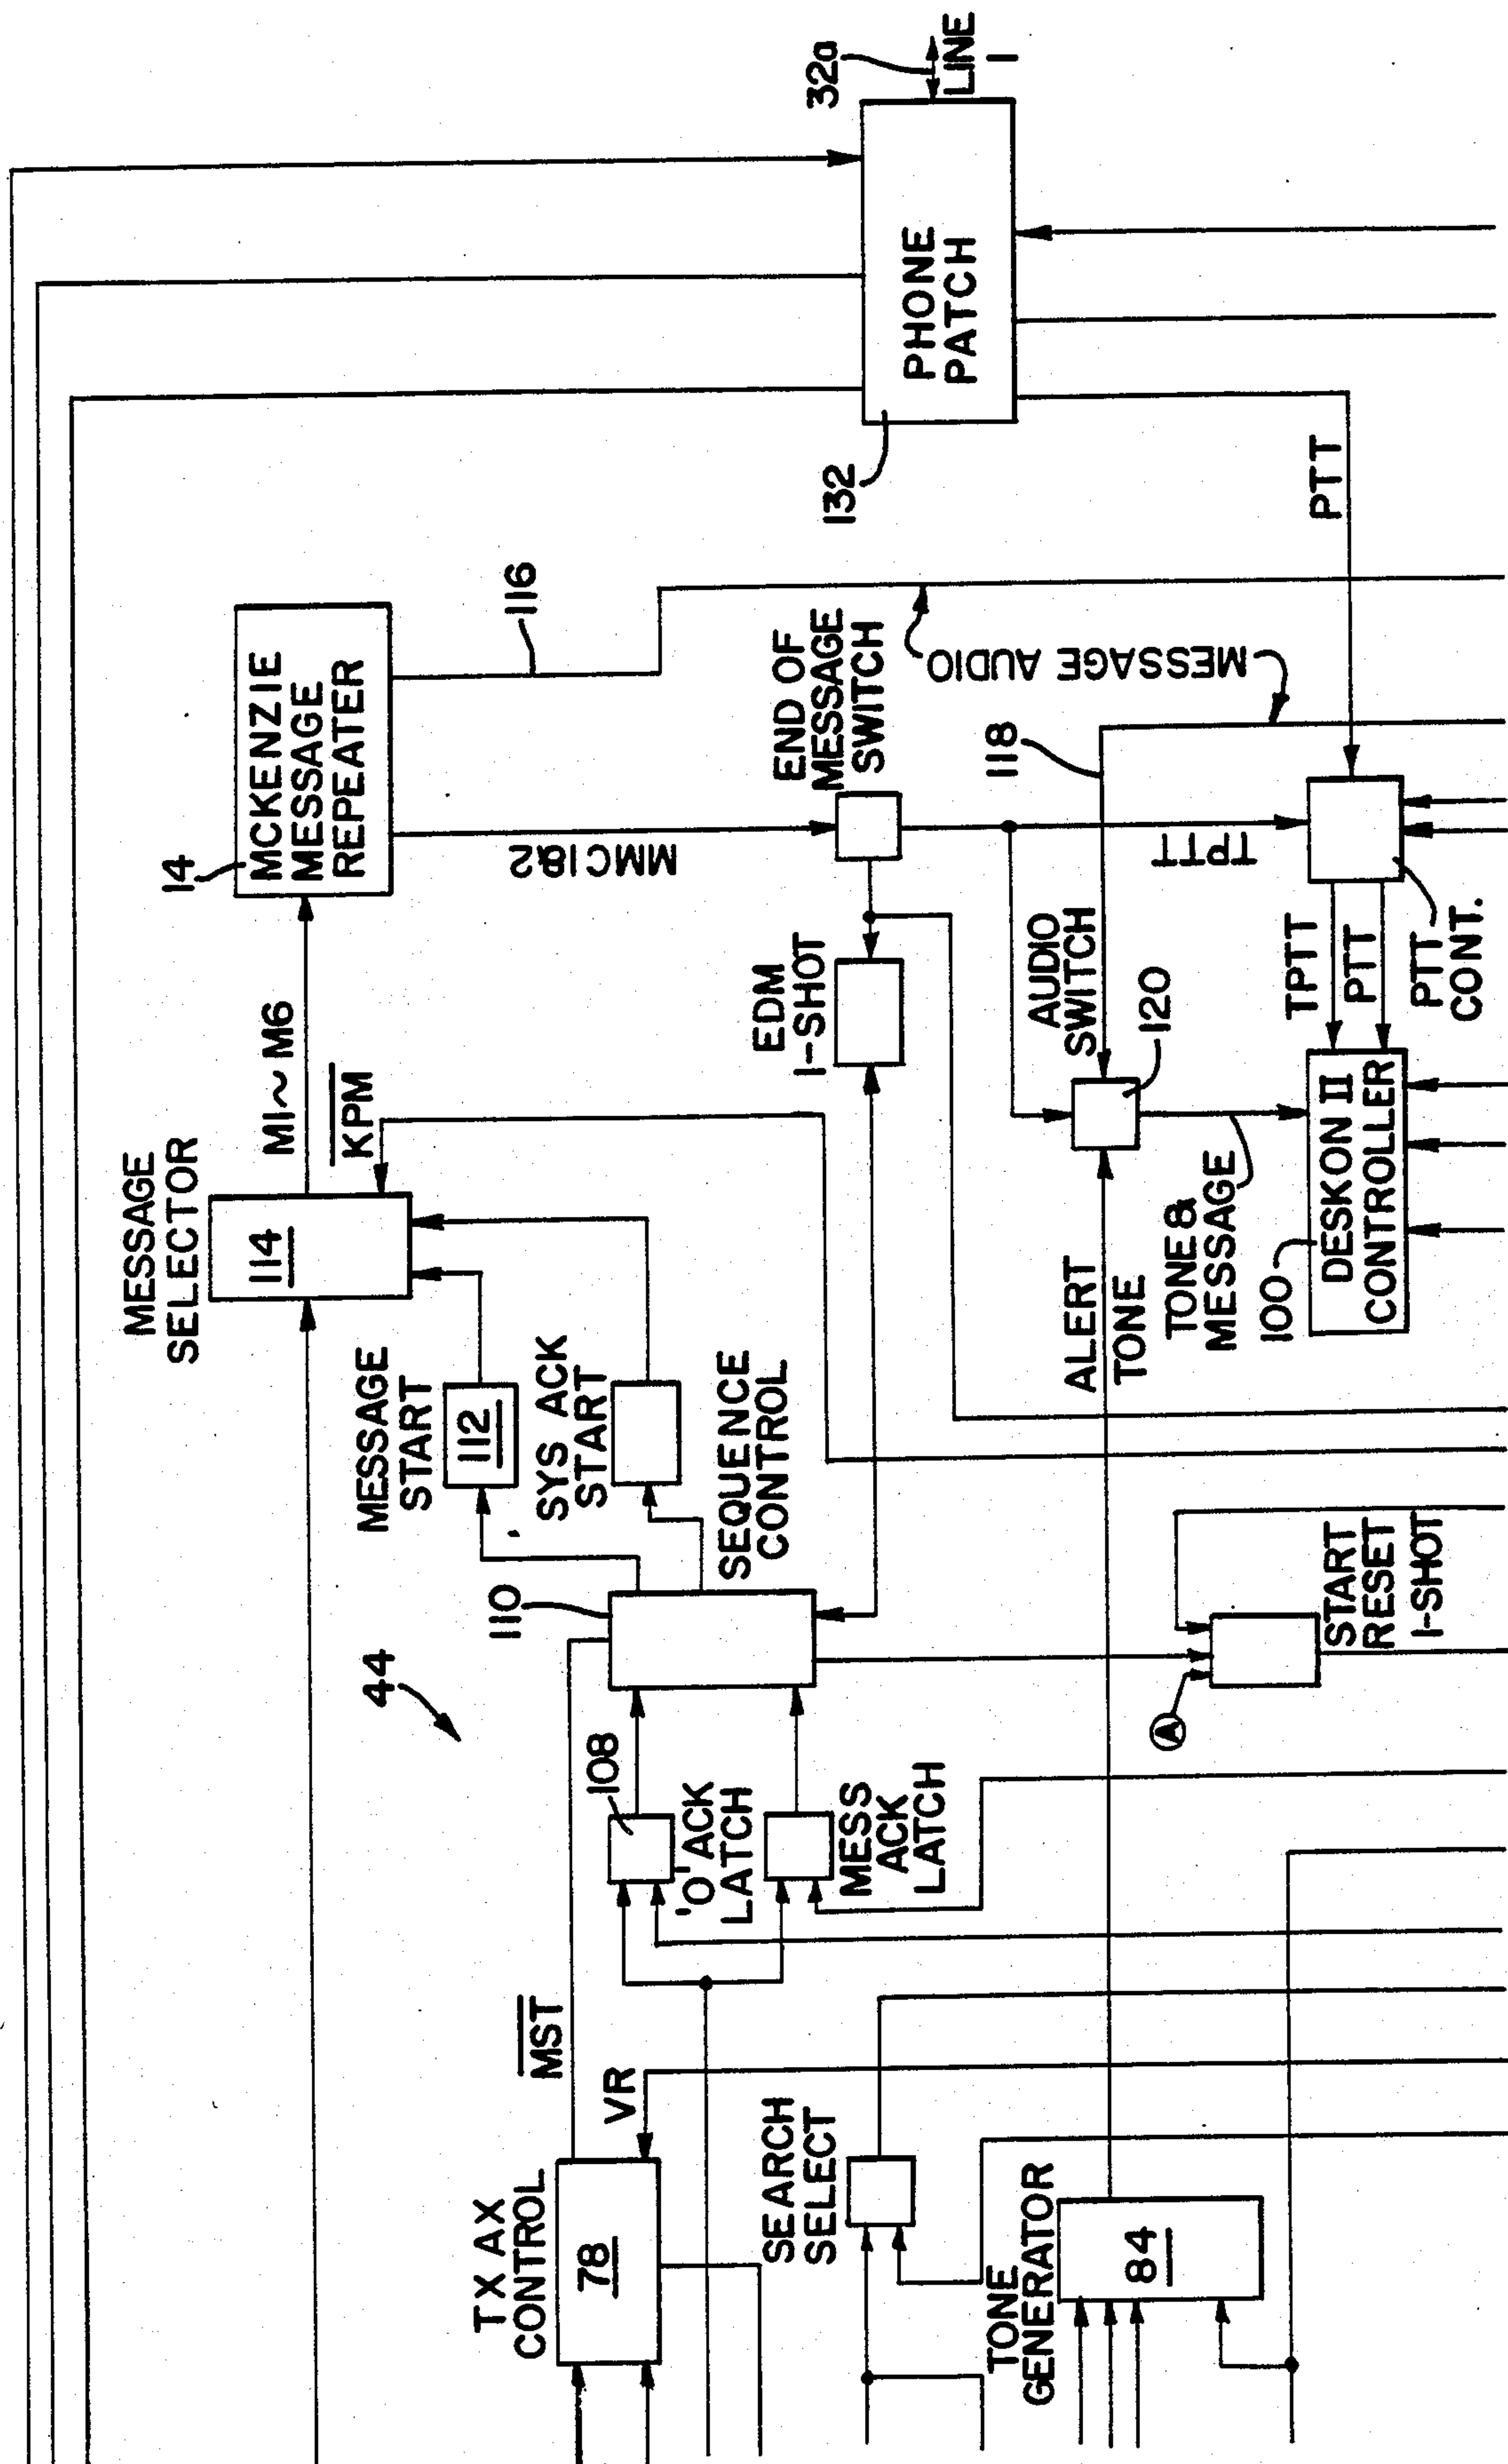 32a
LINE
1
PHONE
PATCH
132
PTT
14
MCKENZIE
MESSAGE
REPEATER
116
MMC1&2
END OF
MESSAGE
SWITCH
MESSAGE AUDIO
118
TPTT
M1~M6
KPM
EDM
1-SHOT
AUDIO
SWITCH
120
TPTT
PTT
PTT
CONT.
MESSAGE
SELECTOR
114
ALERT
TONE
TONE &
MESSAGE
100
DESKON II
CONTROLLER
MESSAGE
START
112
SYS ACK
START
SEQUENCE
CONTROL
110
44
START
RESET
1-SHOT
A
108
'O' ACK
LATCH
MESS
ACK
LATCH
MST
VR
TX AX
CONTROL
78
SEARCH
SELECT
TONE
GENERATOR
84